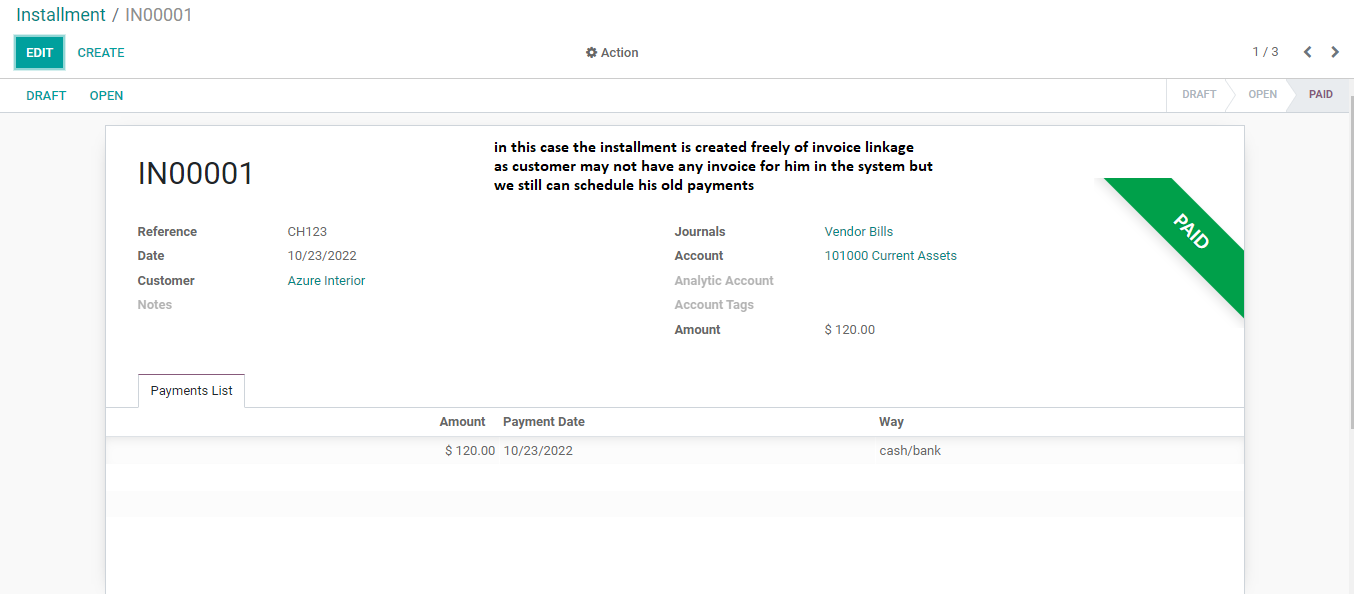 Installment / IN00001
EDIT CREATE Action 1 / 3
DRAFT OPEN DRAFT OPEN PAID
in this case the installment is created freely of invoice linkage
as customer may not have any invoice for him in the system but
we still can schedule his old payments
IN00001
PAID
Reference CH123 Journals Vendor Bills
Date 10/23/2022 Account 101000 Current Assets
Customer Azure Interior Analytic Account
Notes Account Tags
Amount $ 120.00
Payments List
Amount Payment Date Way
$ 120.00 10/23/2022 cash/bank